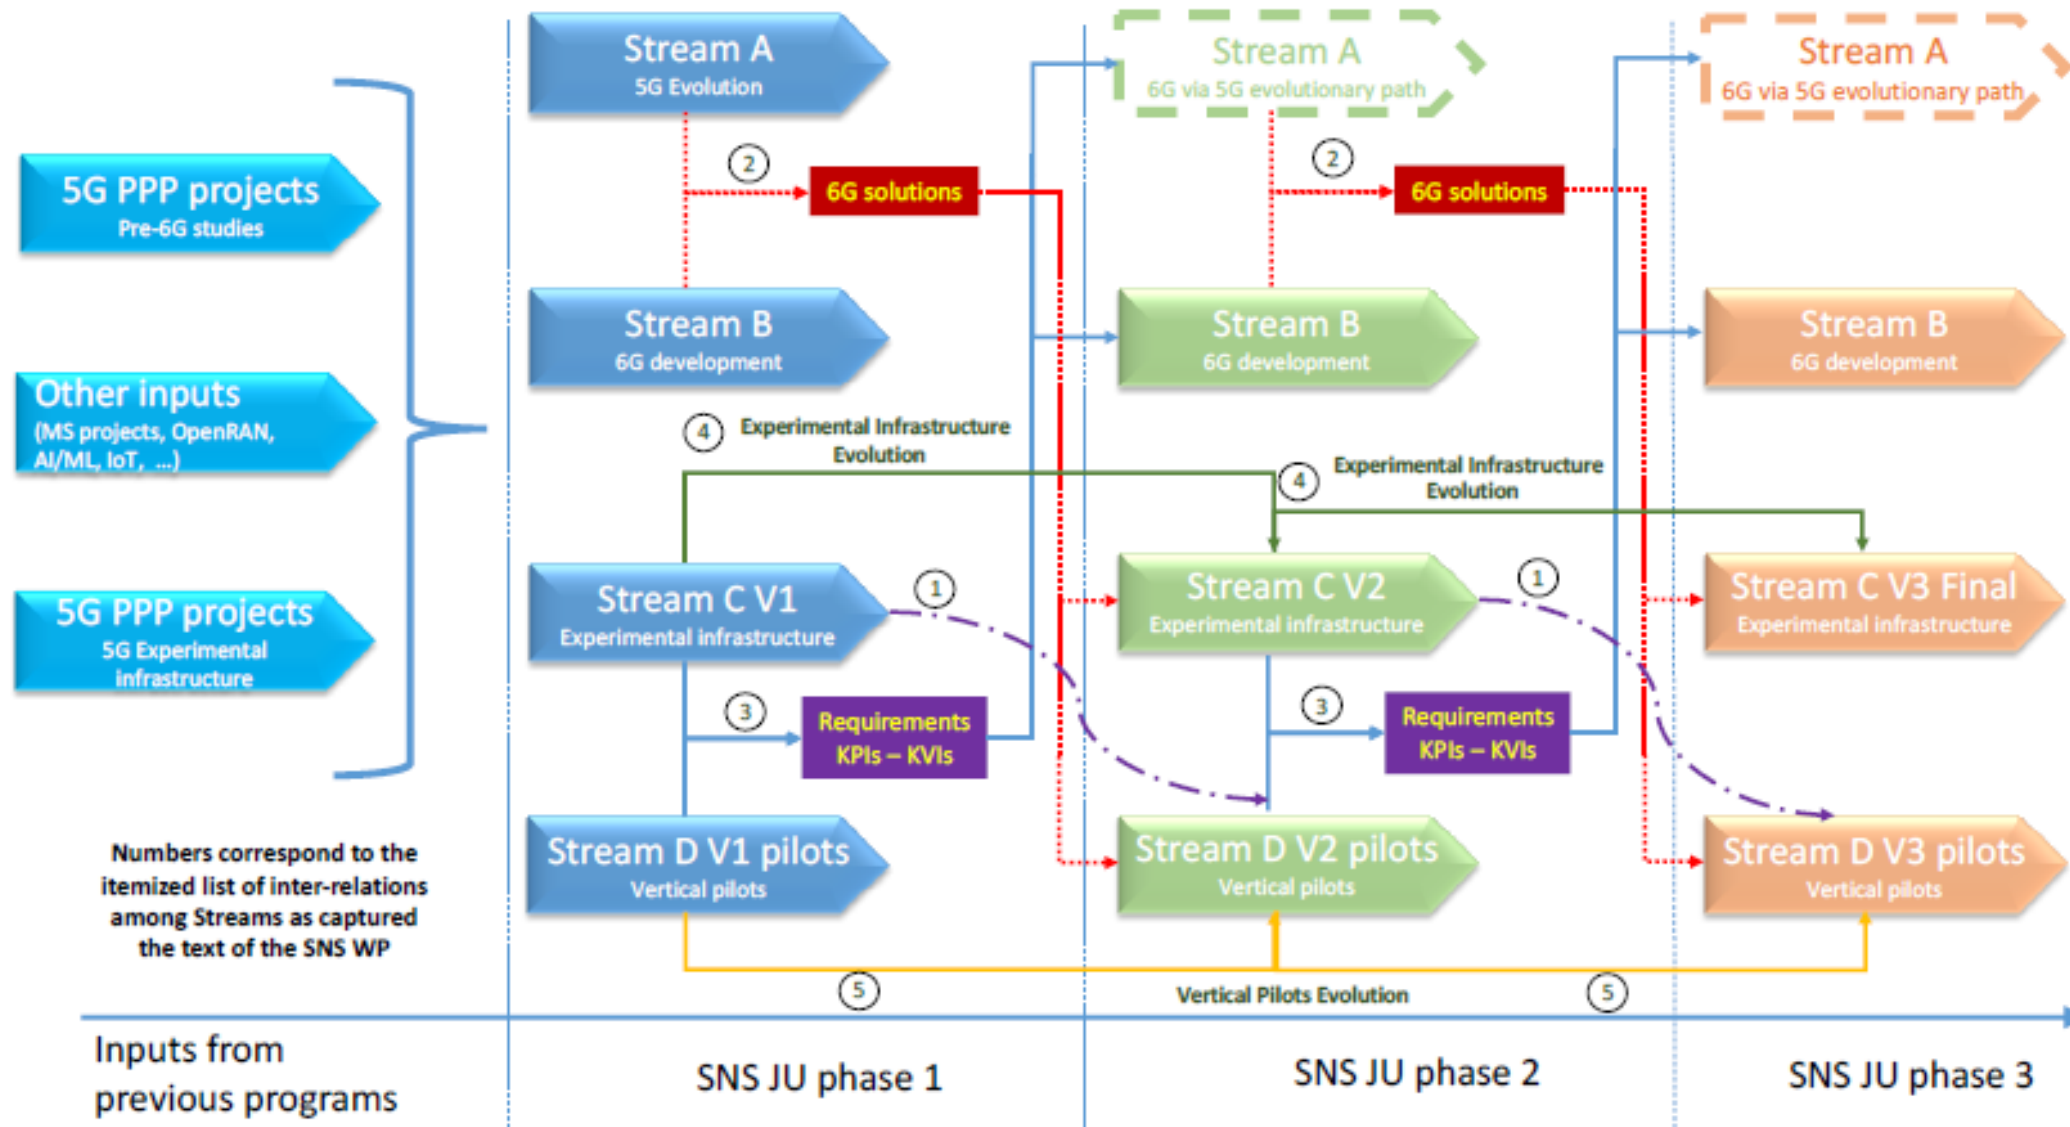 5G PPP projects
Pre-6G studies
Other inputs
(MS projects, OpenRAN,
AI/ML, IoT, ...)
5G PPP projects
5G Experimental
infrastructure
Numbers correspond to the
itemized list of inter-relations
among Streams as captured
the text of the SNS WP
Stream A
5G Evolution
2
6G solutions
Stream B
6G development
4
Experimental Infrastructure
Evolution
Stream C V1
Experimental infrastructure
1
3
Requirements
KPIs – KVIs
Stream D V1 pilots
Vertical pilots
5
Stream A
6G via 5G evolutionary path
2
6G solutions
Stream B
6G development
4
Experimental Infrastructure
Evolution
Stream C V2
Experimental infrastructure
1
3
Requirements
KPIs – KVIs
Stream D V2 pilots
Vertical pilots
Vertical Pilots Evolution
5
Stream A
6G via 5G evolutionary path
Stream B
6G development
Stream C V3 Final
Experimental infrastructure
Stream D V3 pilots
Vertical pilots
Inputs from
previous programs
SNS JU phase 1
SNS JU phase 2
SNS JU phase 3